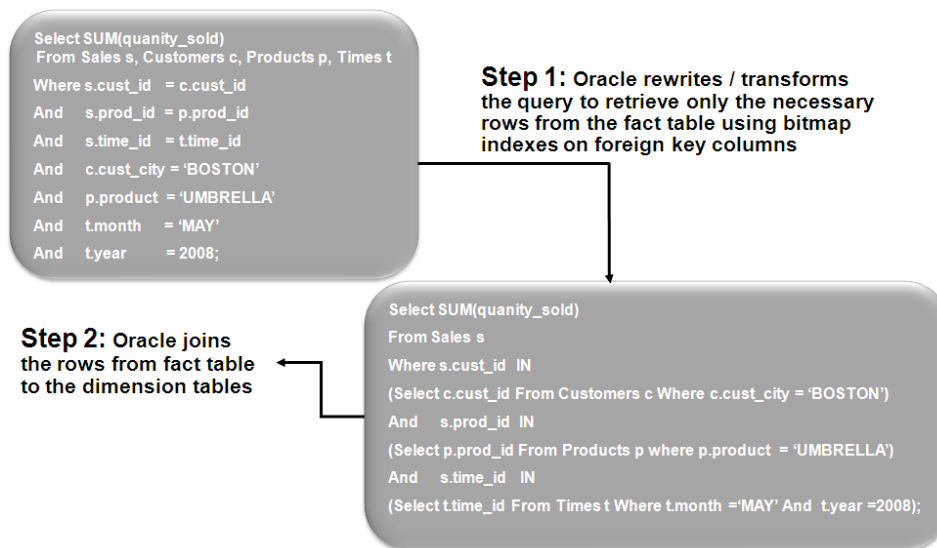 Select SUM(quanity_sold)
From Sales s, Customers c, Products p, Times t
Where s.cust_id = c.cust_id
And s.prod_id = p.prod_id
And s.time_id = t.time_id
And c.cust_city = ‘BOSTON’
And p.product = ‘UMBRELLA’
And t.month = ‘MAY’
And t.year = 2008;
Step 1: Oracle rewrites / transforms
the query to retrieve only the necessary
rows from the fact table using bitmap
indexes on foreign key columns
Select SUM(quanity_sold)
From Sales s
Where s.cust_id IN
(Select c.cust_id From Customers c Where c.cust_city = ‘BOSTON’)
And s.prod_id IN
(Select p.prod_id From Products p where p.product = ‘UMBRELLA’)
And s.time_id IN
(Select t.time_id From Times t Where t.month =‘MAY’ And t.year =2008);
Step 2: Oracle joins
the rows from fact table
to the dimension tables